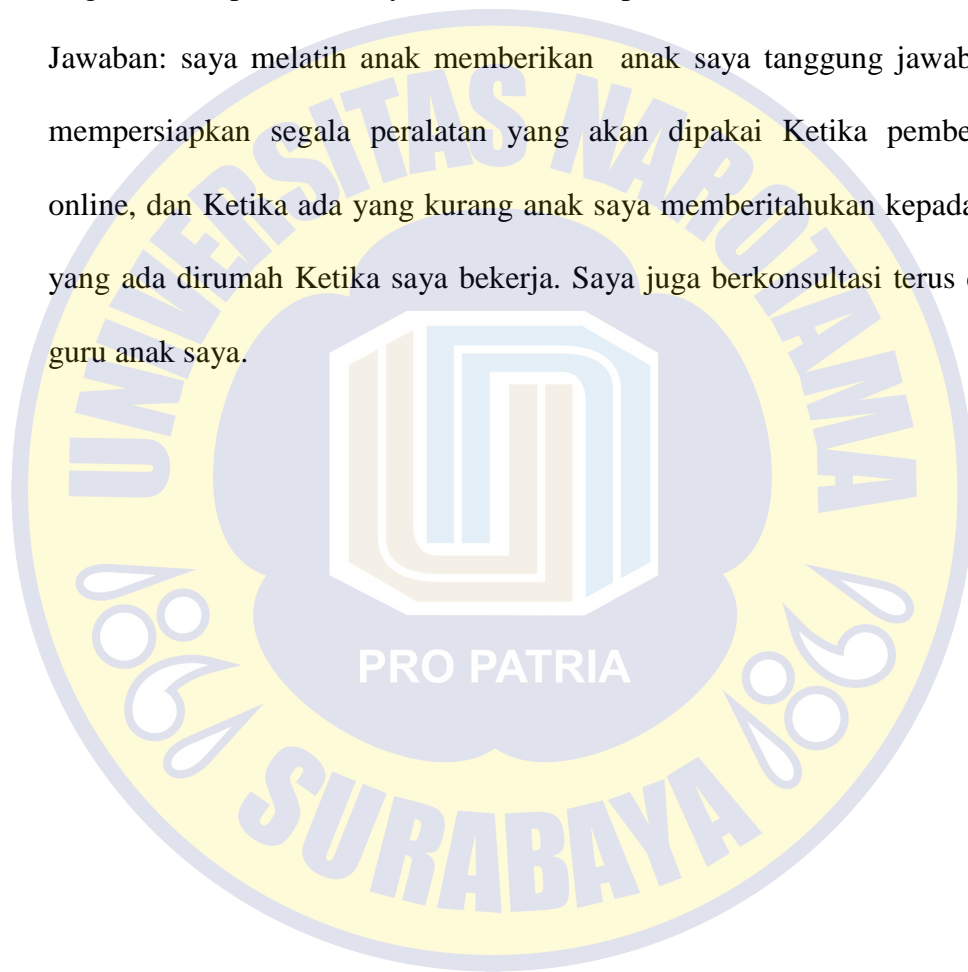 Jawaban: saya melatih anak memberikan anak saya tanggung jawab
mempersiapkan segala peralatan yang akan dipakai Ketika
online, dan Ketika ada yang kurang anak saya memberitahukan
yang ada dirumah Ketika saya bekerja. Saya juga berkonsultasi terus
guru anak saya.
UNIVERSITAS NAROTAMA
PRO PATRIA
SURABAYA